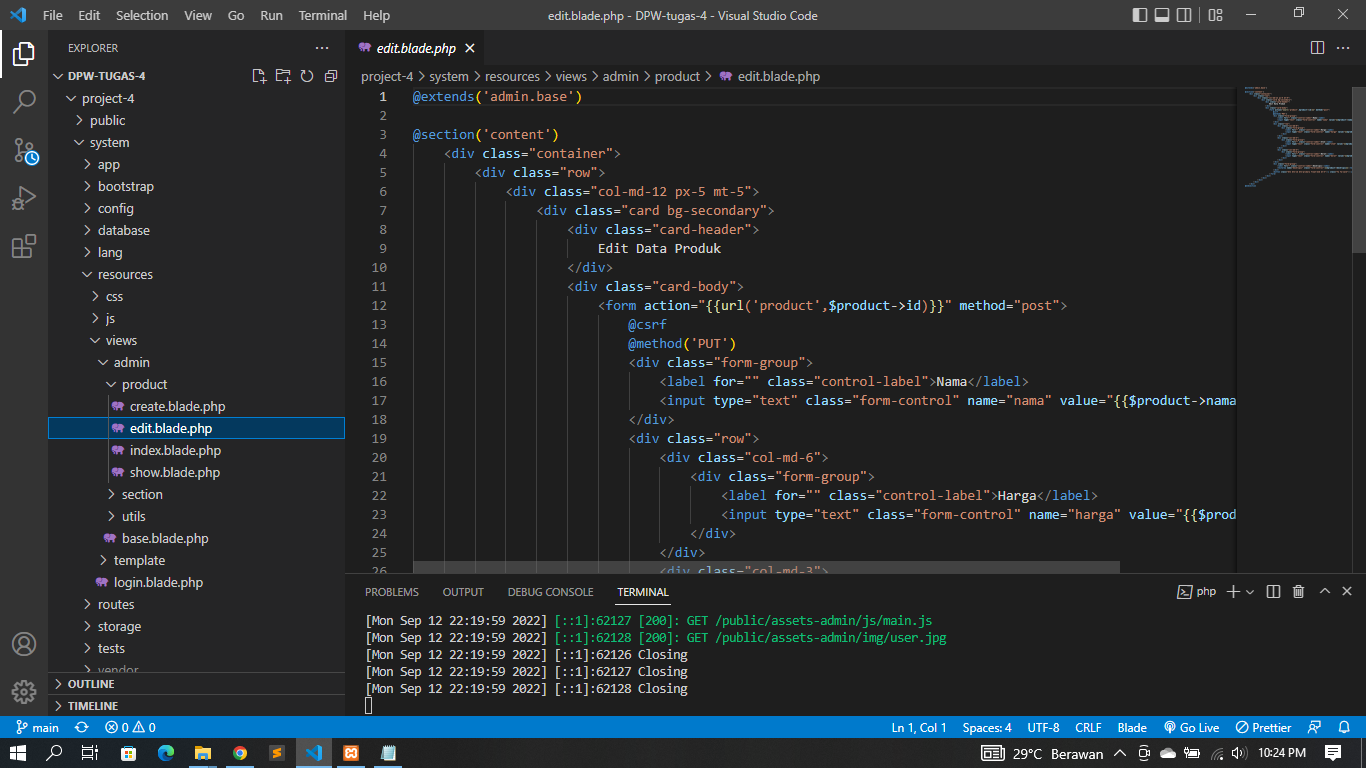 File Edit Selection View Go Run Terminal Help edit.blade.php - DPW-tugas-4 - Visual Studio Code
EXPLORER
DPW-TUGAS-4
project-4
public
system
app
bootstrap
config
database
lang
resources
css
js
views
admin
product
create.blade.php
edit.blade.php
index.blade.php
show.blade.php
section
utils
base.blade.php
template
login.blade.php
routes
storage
tests
vendor
OUTLINE
TIMELINE
edit.blade.php
project-4 > system > resources > views > admin > product > edit.blade.php
1 @extends('admin.base')
2
3 @section('content')
4 <div class="container">
5 <div class="row">
6 <div class="col-md-12 px-5 mt-5">
7 <div class="card bg-secondary">
8 <div class="card-header">
9 Edit Data Produk
10 </div>
11 <div class="card-body">
12 <form action="{{url('product',$product->id)}}" method="post">
13 @csrf
14 @method('PUT')
15 <div class="form-group">
16 <label for="" class="control-label">Nama</label>
17 <input type="text" class="form-control" name="nama" value="{{$product->nama
18 </div>
19 <div class="row">
20 <div class="col-md-6">
21 <div class="form-group">
22 <label for="" class="control-label">Harga</label>
23 <input type="text" class="form-control" name="harga" value="{{$prod
24 </div>
25 </div>
26 <div class="col-md-3">
PROBLEMS OUTPUT DEBUG CONSOLE TERMINAL php
[Mon Sep 12 22:19:59 2022] [::1]:62127 [200]: GET /public/assets-admin/js/main.js
[Mon Sep 12 22:19:59 2022] [::1]:62128 [200]: GET /public/assets-admin/img/user.jpg
[Mon Sep 12 22:19:59 2022] [::1]:62126 Closing
[Mon Sep 12 22:19:59 2022] [::1]:62127 Closing
[Mon Sep 12 22:19:59 2022] [::1]:62128 Closing
main 0 0 Ln 1, Col 1 Spaces: 4 UTF-8 CRLF Blade Go Live Prettier
29°C Berawan 10:24 PM